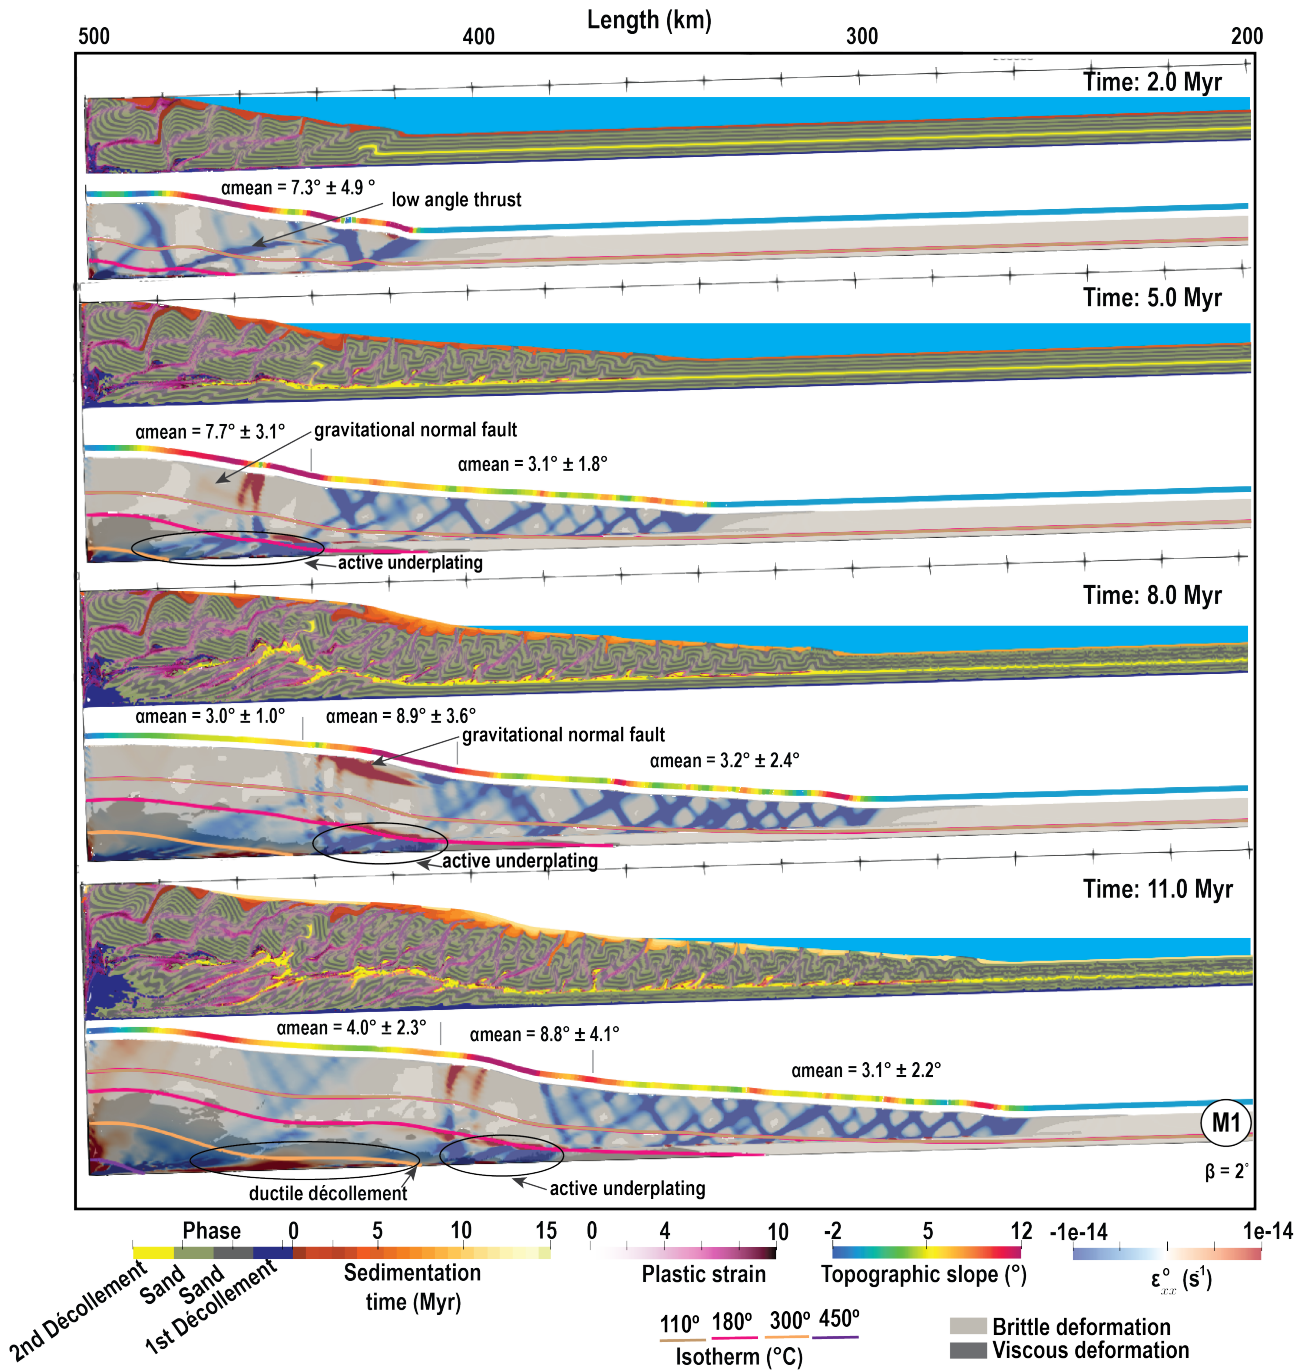 Length (km)
500 400 300 200
Time: 2.0 Myr
αmean = 7.3° ± 4.9 °
low angle thrust
Time: 5.0 Myr
αmean = 7.7° ± 3.1°
gravitational normal fault
αmean = 3.1° ± 1.8°
active underplating
Time: 8.0 Myr
αmean = 3.0° ± 1.0°
αmean = 8.9° ± 3.6°
gravitational normal fault
αmean = 3.2° ± 2.4°
active underplating
Time: 11.0 Myr
αmean = 4.0° ± 2.3°
αmean = 8.8° ± 4.1°
αmean = 3.1° ± 2.2°
M1
β = 2°
ductile décollement
active underplating
Phase
2nd Décollement
Sand
Sand
1st Décollement
0 5 10 15
Sedimentation
time (Myr)
0 4 10
Plastic strain
-2 5 12
Topographic slope (°)
-1e-14 1e-14
ε°xx (s-1)
110º 180º 300º 450º
Isotherm (°C)
Brittle deformation
Viscous deformation